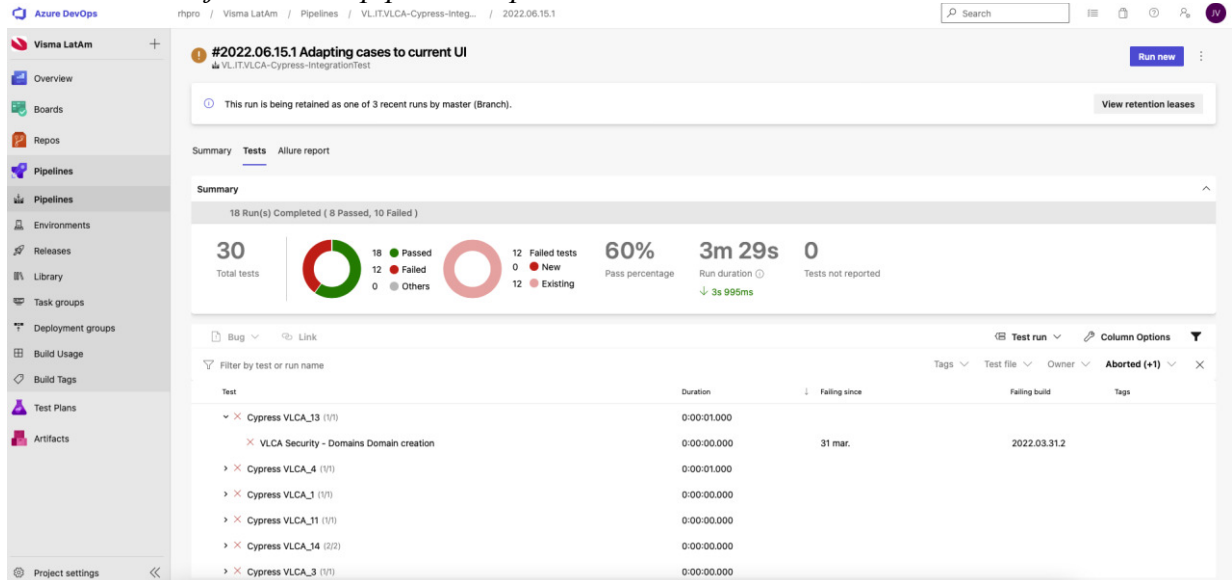 Azure DevOps
rhpro / Visma LatAm / Pipelines / VL.IT.VLCA-Cypress-Integ... / 2022.06.15.1
Search
JV
Visma LatAm
Overview
Boards
Repos
Pipelines
Pipelines
Environments
Releases
Library
Task groups
Deployment groups
Build Usage
Build Tags
Test Plans
Artifacts
Project settings
#2022.06.15.1 Adapting cases to current UI
VL.IT.VLCA-Cypress-IntegrationTest
Run new
This run is being retained as one of 3 recent runs by master (Branch).
View retention leases
Summary Tests Allure report
Summary
18 Run(s) Completed ( 8 Passed, 10 Failed )
30
Total tests
18 Passed
12 Failed
0 Others
12 Failed tests
0 New
12 Existing
60%
Pass percentage
3m 29s
Run duration
3s 995ms
0
Tests not reported
Bug Link
Test run Column Options
Filter by test or run name
Tags Test file Owner Aborted (+1)
Test Duration Failing since Failing build Tags
Cypress VLCA_13 (1/1) 0:00:01.000
VLCA Security - Domains Domain creation 0:00:00.000 31 mar. 2022.03.31.2
Cypress VLCA_4 (1/1) 0:00:01.000
Cypress VLCA_1 (1/1) 0:00:00.000
Cypress VLCA_11 (1/1) 0:00:00.000
Cypress VLCA_14 (2/2) 0:00:00.000
Cypress VLCA_3 (1/1) 0:00:00.000